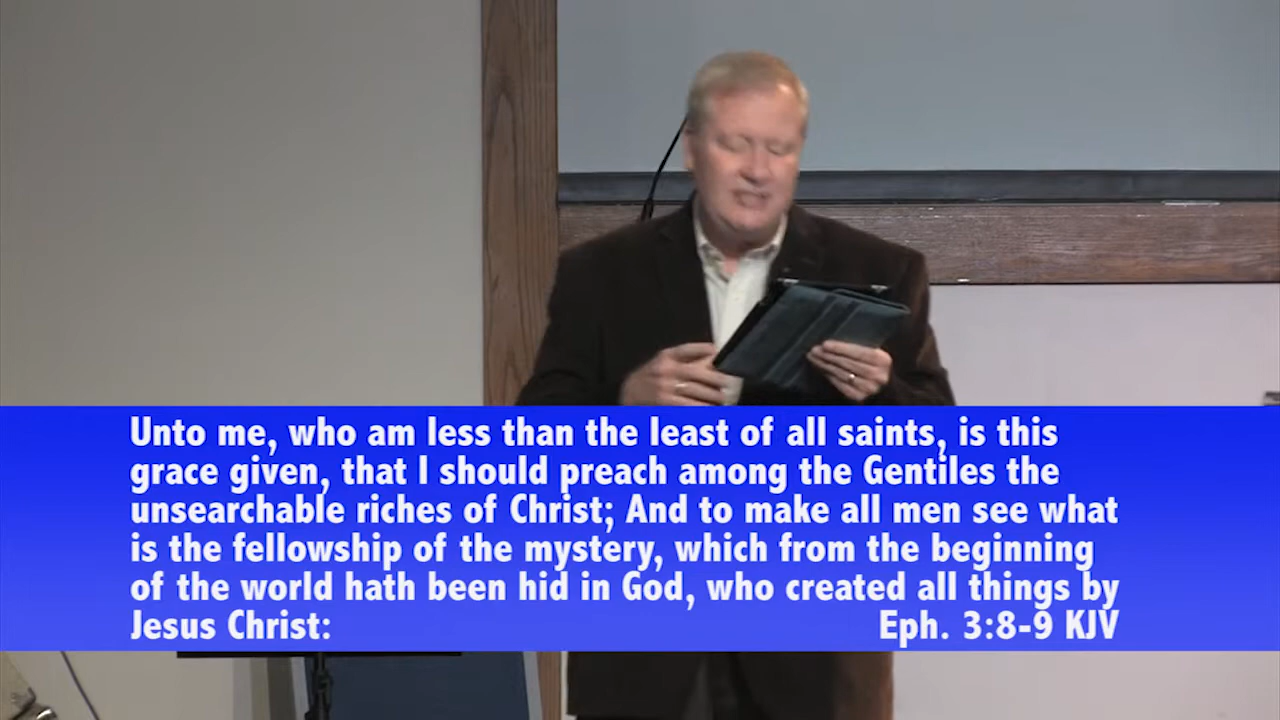 Unto me, who am less than the least of all saints, is this
grace given, that I should preach among the Gentiles the
unsearchable riches of Christ; And to make all men see what
is the fellowship of the mystery, which from the beginning
of the world hath been hid in God, who created all things by
Jesus Christ: Eph. 3:8-9 KJV